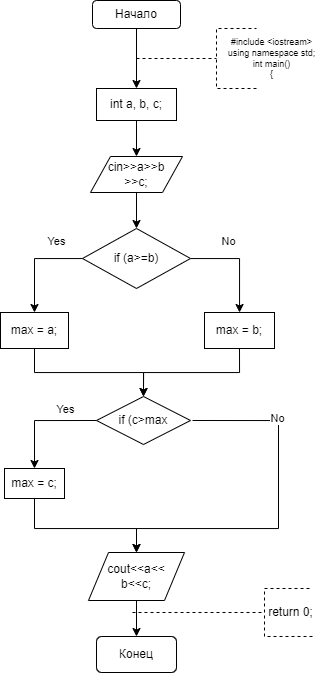 Начало
#include <iostream>
using namespace std;
int main()
{
int a, b, c;
cin>>a>>b
>>c;
Yes
No
if (a>=b)
max = a;
max = b;
Yes
No
if (c>max
max = c;
cout<<a<<
b<<c;
return 0;
Конец